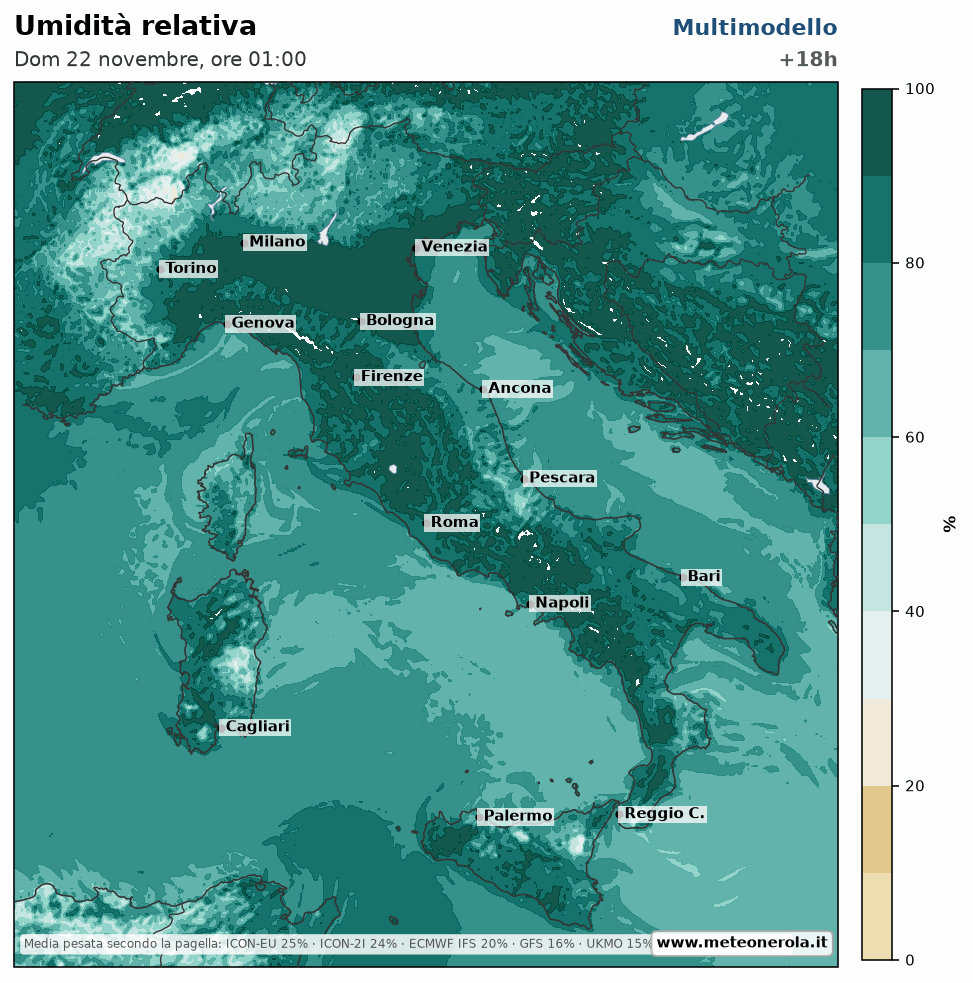 Umidità relativa
Multimodello
Dom 22 novembre, ore 01:00
+18h
100
80
60
40
20
0
%
Milano
Venezia
Torino
Genova
Bologna
Firenze
Ancona
Pescara
Roma
Bari
Napoli
Cagliari
Palermo
Reggio C.
Media pesata secondo la pagella: ICON-EU 25% · ICON-2I 24% · ECMWF IFS 20% · GFS 16% · UKMO 15%
www.meteonerola.it